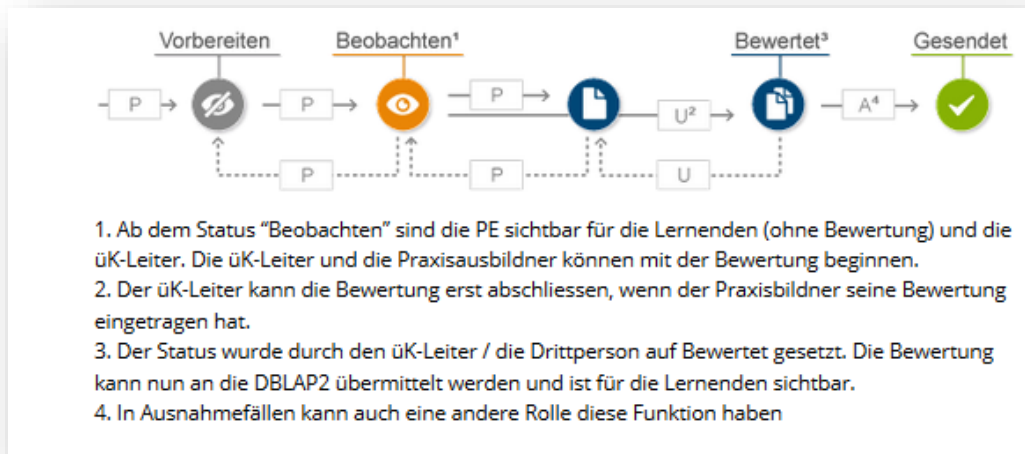 Vorbereiten Beobachten¹ Bewertet³ Gesendet
P P P U² A⁴
P P U
1. Ab dem Status “Beobachten” sind die PE sichtbar für die Lernenden (ohne Bewertung) und die
üK-Leiter. Die üK-Leiter und die Praxisausbildner können mit der Bewertung beginnen.
2. Der üK-Leiter kann die Bewertung erst abschliessen, wenn der Praxisbildner seine Bewertung
eingetragen hat.
3. Der Status wurde durch den üK-Leiter / die Drittperson auf Bewertet gesetzt. Die Bewertung
kann nun an die DBLAP2 übermittelt werden und ist für die Lernenden sichtbar.
4. In Ausnahmefällen kann auch eine andere Rolle diese Funktion haben